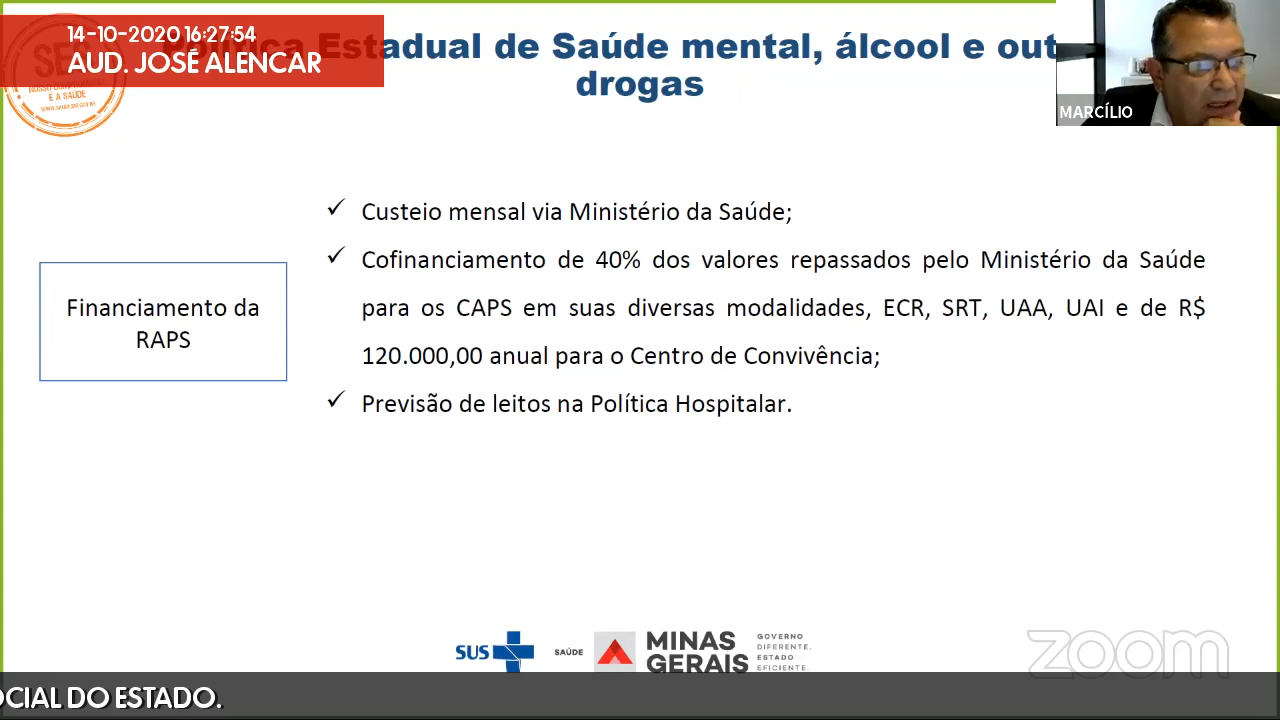 14-10-2020 16:27:54
AUD. JOSÉ ALENCAR
Estadual de Saúde mental, álcool e out
drogas
MARCÍLIO
E A SAÚDE
Custeio mensal via Ministério da Saúde;
Cofinanciamento de 40% dos valores repassados pelo Ministério da Saúde
para os CAPS em suas diversas modalidades, ECR, SRT, UAA, UAI e de R$
120.000,00 anual para o Centro de Convivência;
Previsão de leitos na Política Hospitalar.
Financiamento da
RAPS
SUS
SAÚDE
MINAS
GERAIS
GOVERNO
DIFERENTE.
ESTADO
EFICIENTE.
zoom
OCIAL DO ESTADO.